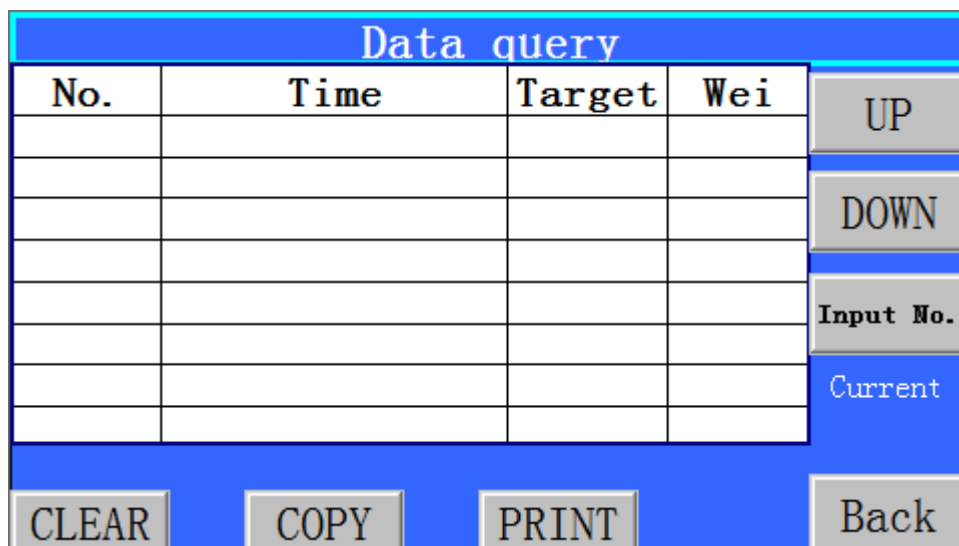 Data query
No. Time Target Wei
UP
DOWN
Input No.
Current
CLEAR COPY PRINT Back